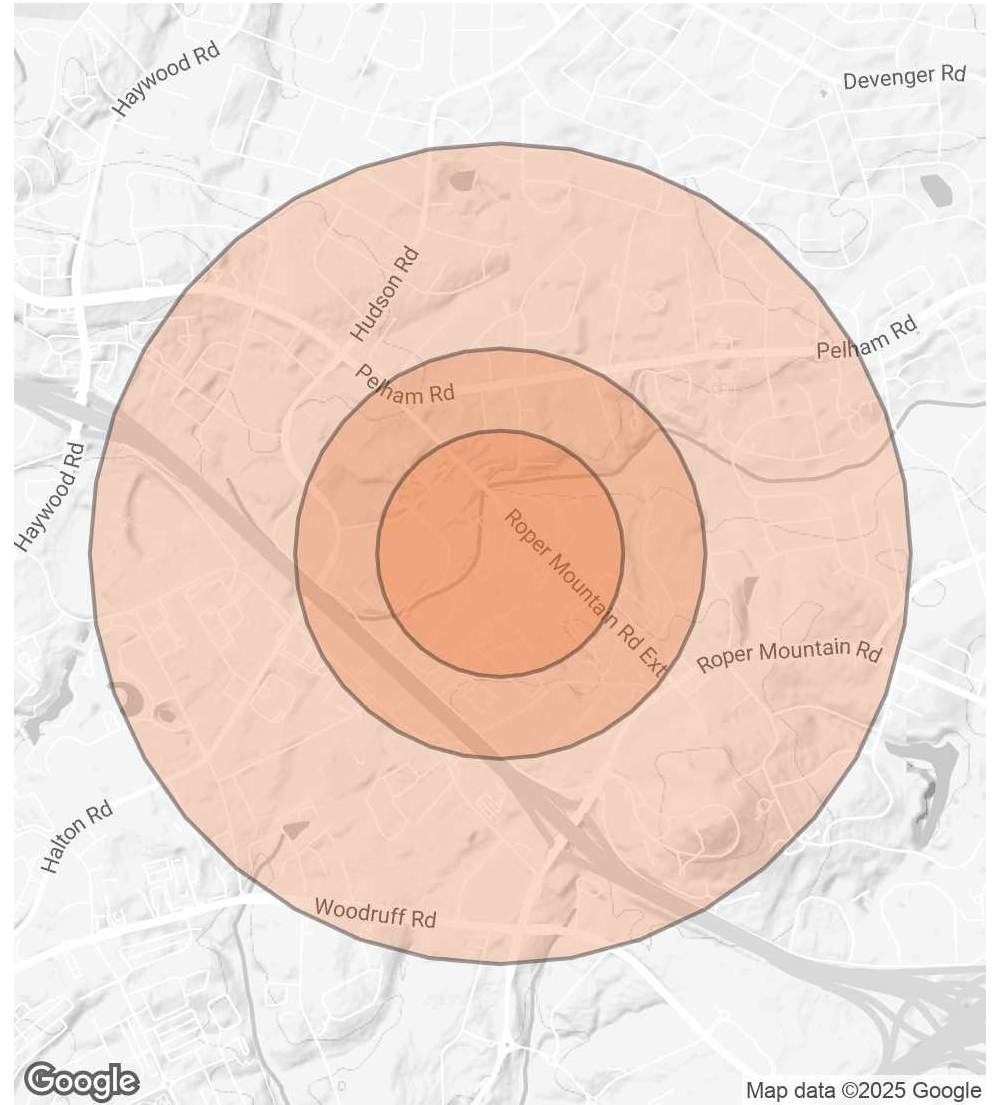 Haywood Rd
Devenger Rd
Hudson Rd
Pelham Rd
Pelham Rd
Haywood Rd
Roper Mountain Rd Ext
Roper Mountain Rd
Halton Rd
Woodruff Rd
Google
Map data ©2025 Google